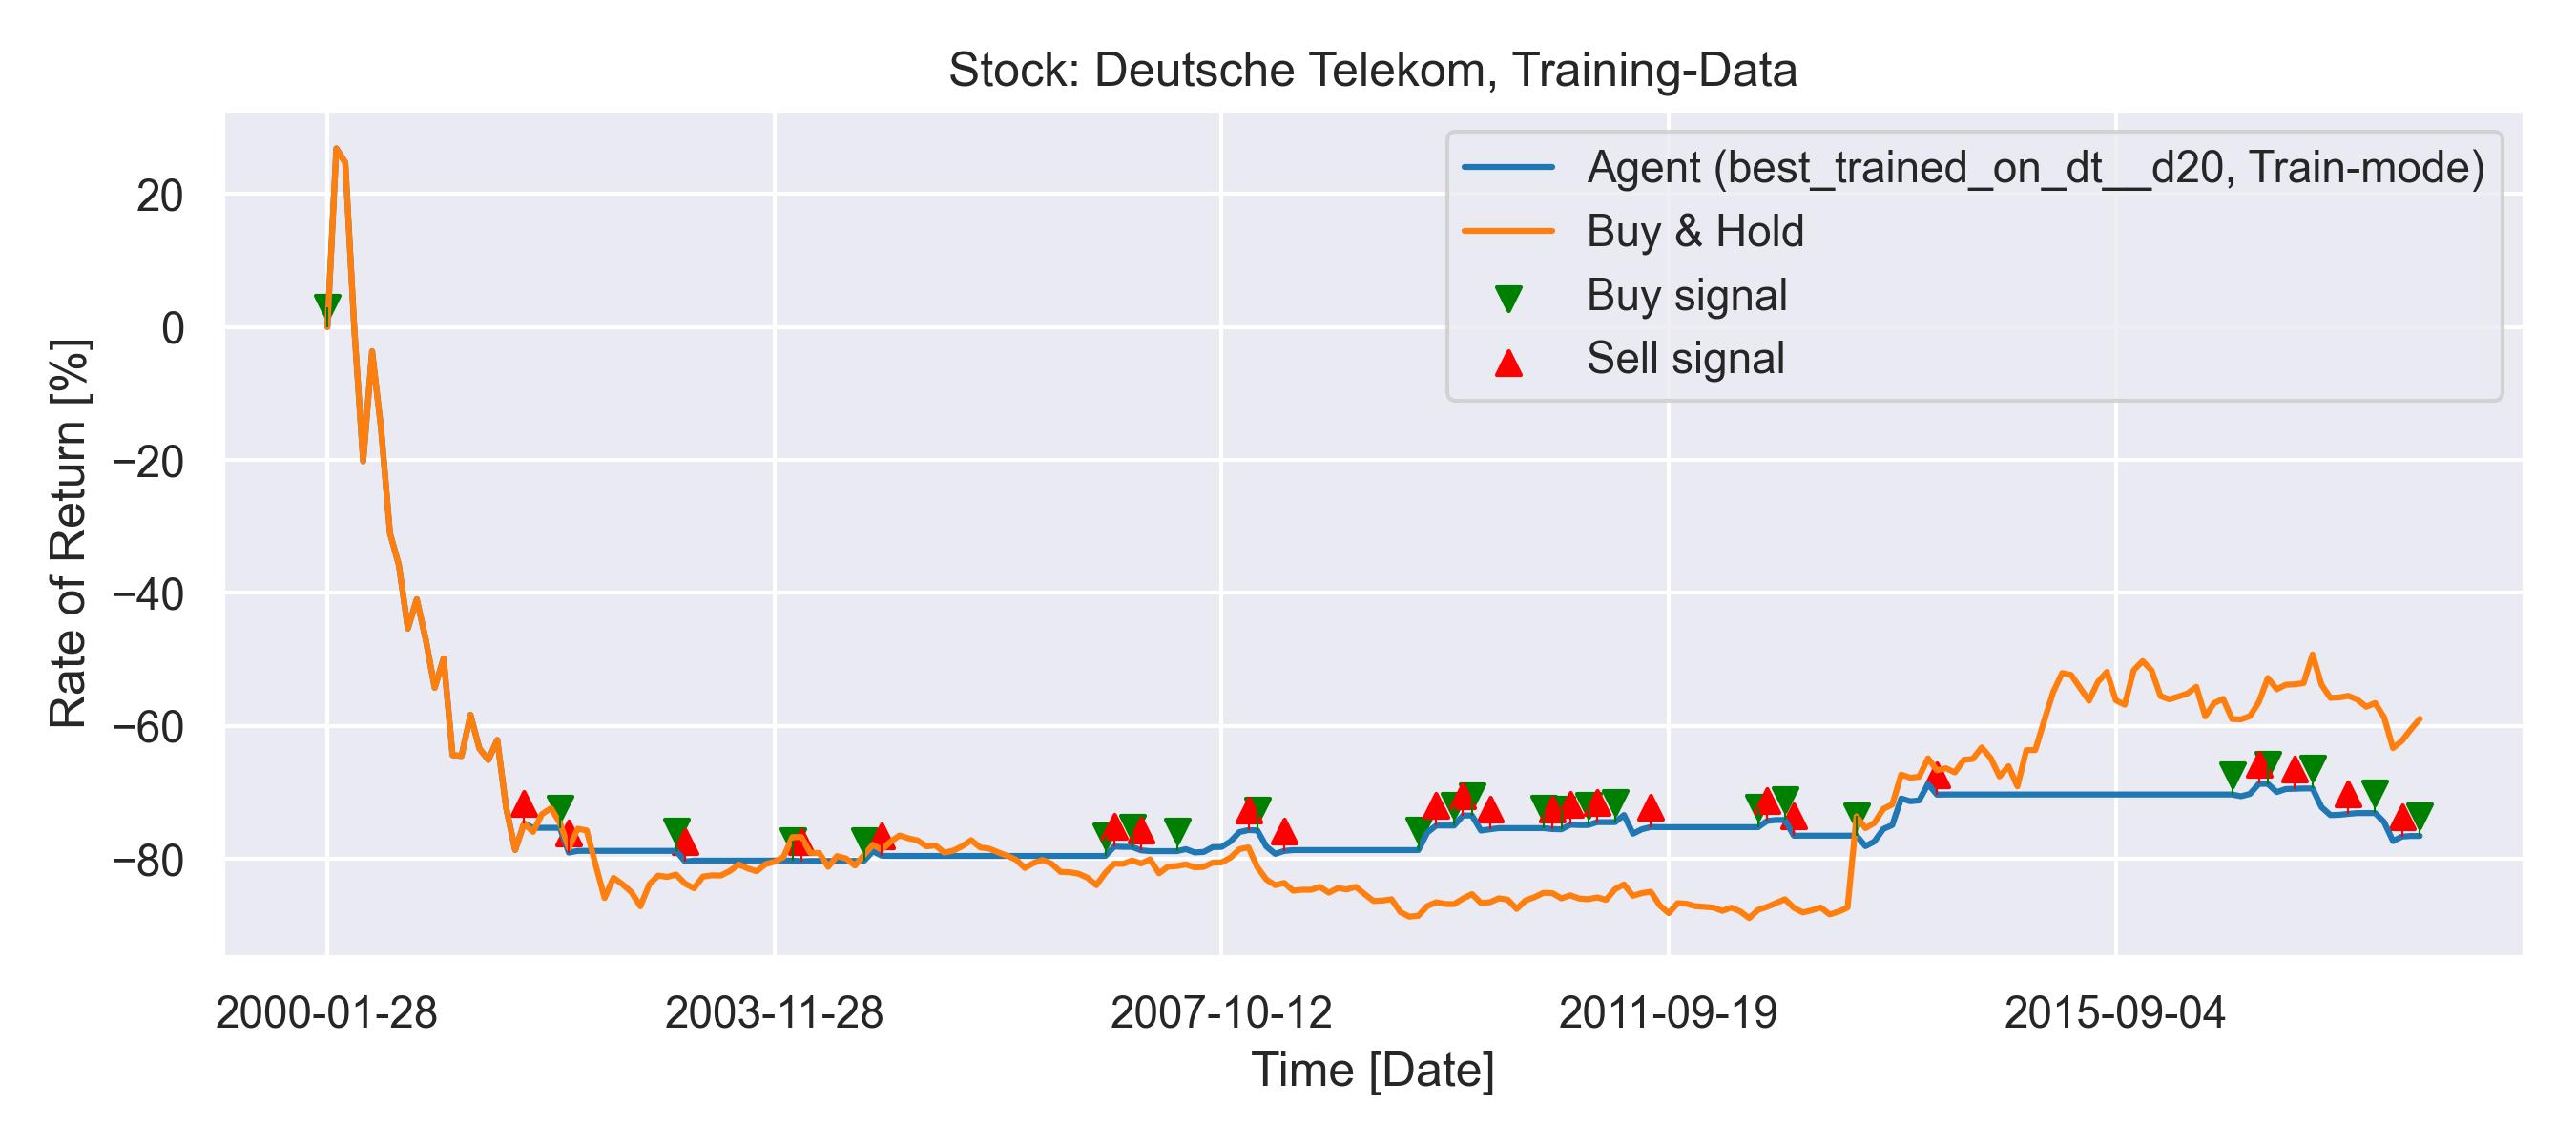 Stock: Deutsche Telekom, Training-Data
Agent (best_trained_on_dt__d20, Train-mode)
Buy & Hold
Buy signal
Sell signal
Rate of Return [%]
20
0
−20
−40
−60
−80
2000-01-28
2003-11-28
2007-10-12
2011-09-19
2015-09-04
Time [Date]